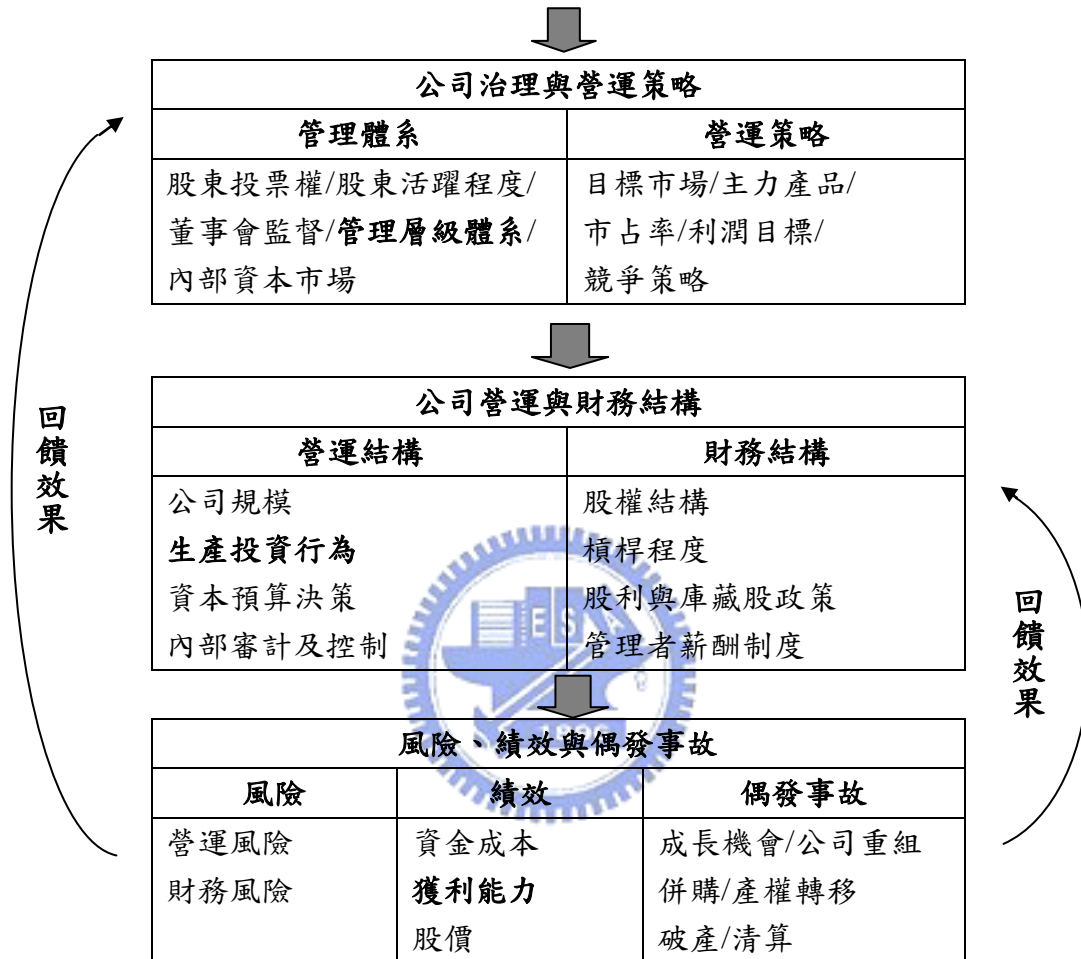 公司治理與營運策略
管理體系
營運策略
股東投票權/股東活躍程度/
董事會監督/管理層級體系/
內部資本市場
目標市場/主力產品/
市占率/利潤目標/
競爭策略
公司營運與財務結構
營運結構
財務結構
公司規模
生產投資行為
資本預算決策
內部審計及控制
股權結構
槓桿程度
股利與庫藏股政策
管理者薪酬制度
風險、績效與偶發事故
風險
績效
偶發事故
營運風險
財務風險
資金成本
獲利能力
股價
成長機會/公司重組
併購/產權轉移
破產/清算
回饋效果
回饋效果
E S A
1896